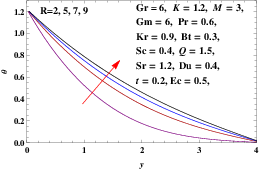 R=2, 5, 7, 9
Gr = 6, K = 1.2, M = 3,
Gm = 6, Pr = 0.6,
Kr = 0.9, Bt = 0.3,
Sc = 0.4, Q = 1.5,
Sr = 1.2, Du = 0.4,
t = 0.2, Ec = 0.5,
1.2
1.0
0.8
0.6
0.4
0.2
0.0
θ
0
1
2
3
4
y